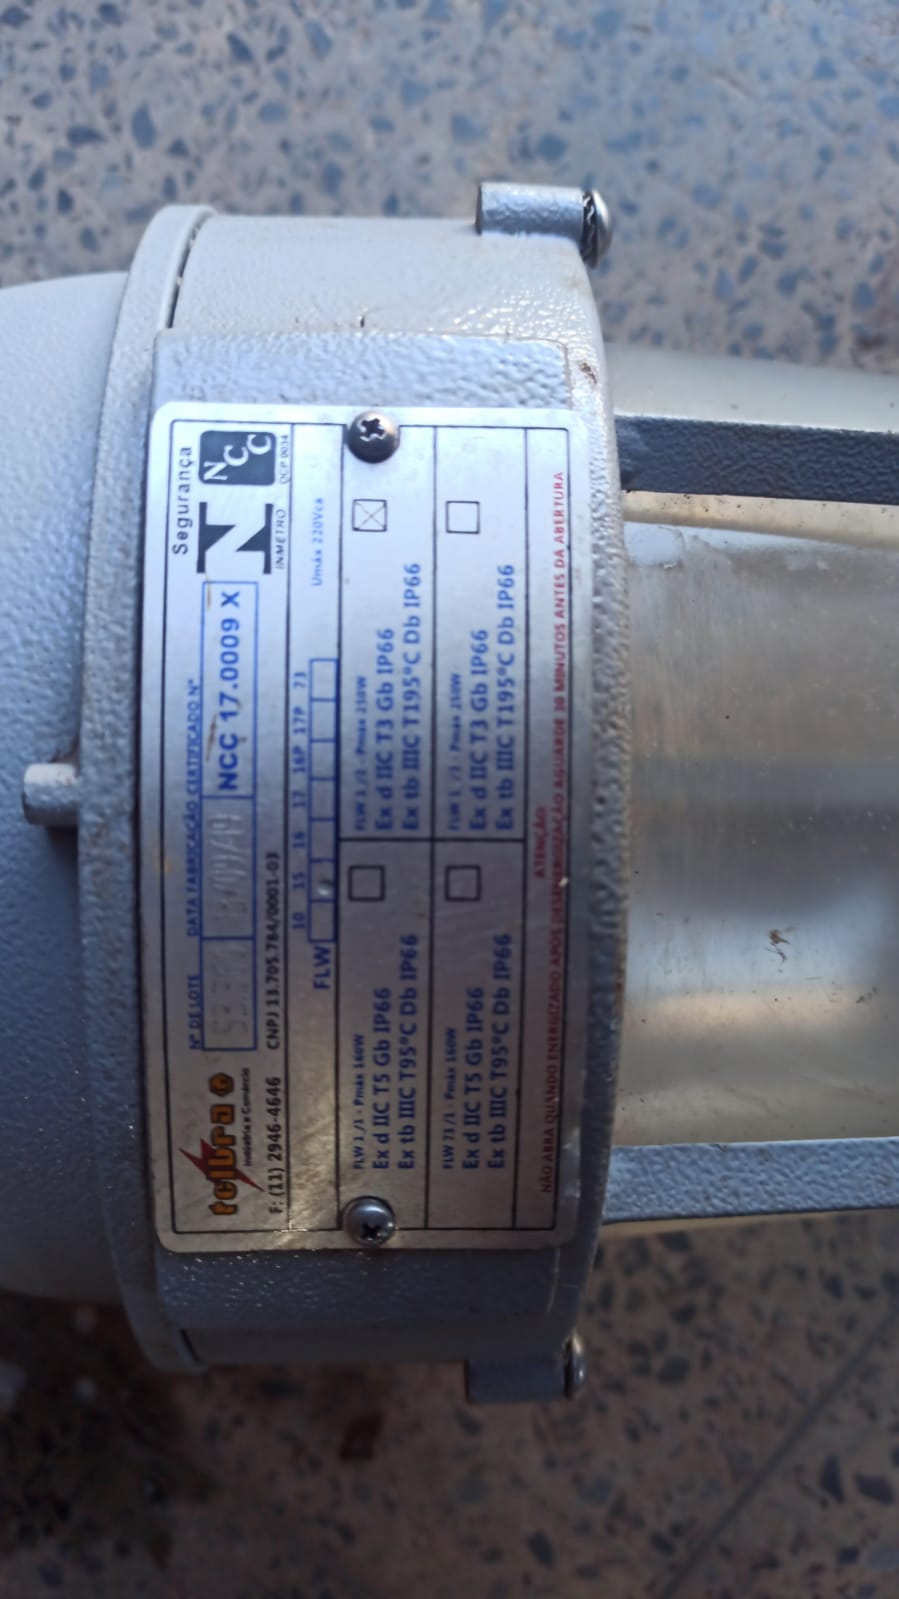 telbra
Indústria e Comércio
F: (11) 2946-4646
Nº DE LOTE
DATA FABRICAÇÃO
CERTIFICADO Nº
NCC 17.0009 X
CNPJ 13.705.784/0001-03
Segurança
NCC
OCP 0034
INMETRO
10 15 16 17 16P 17P 73
FLW
Umáx 220Vca
FLW 1 /1 - Pmáx 160W
Ex d IIC T5 Gb IP66
Ex tb IIIC T95°C Db IP66
FLW 1 /1 - Pmáx 250W
Ex d IIC T3 Gb IP66
Ex tb IIIC T195°C Db IP66
FLW 71 /1 - Pmáx 160W
Ex d IIC T5 Gb IP66
Ex tb IIIC T95°C Db IP66
FLW /1 - Pmáx 250W
Ex d IIC T3 Gb IP66
Ex tb IIIC T195°C Db IP66
ATENÇÃO
NÃO ABRA QUANDO ENERGIZADO APÓS DESENERGIZAÇÃO AGUARDE 30 MINUTOS ANTES DA ABERTURA